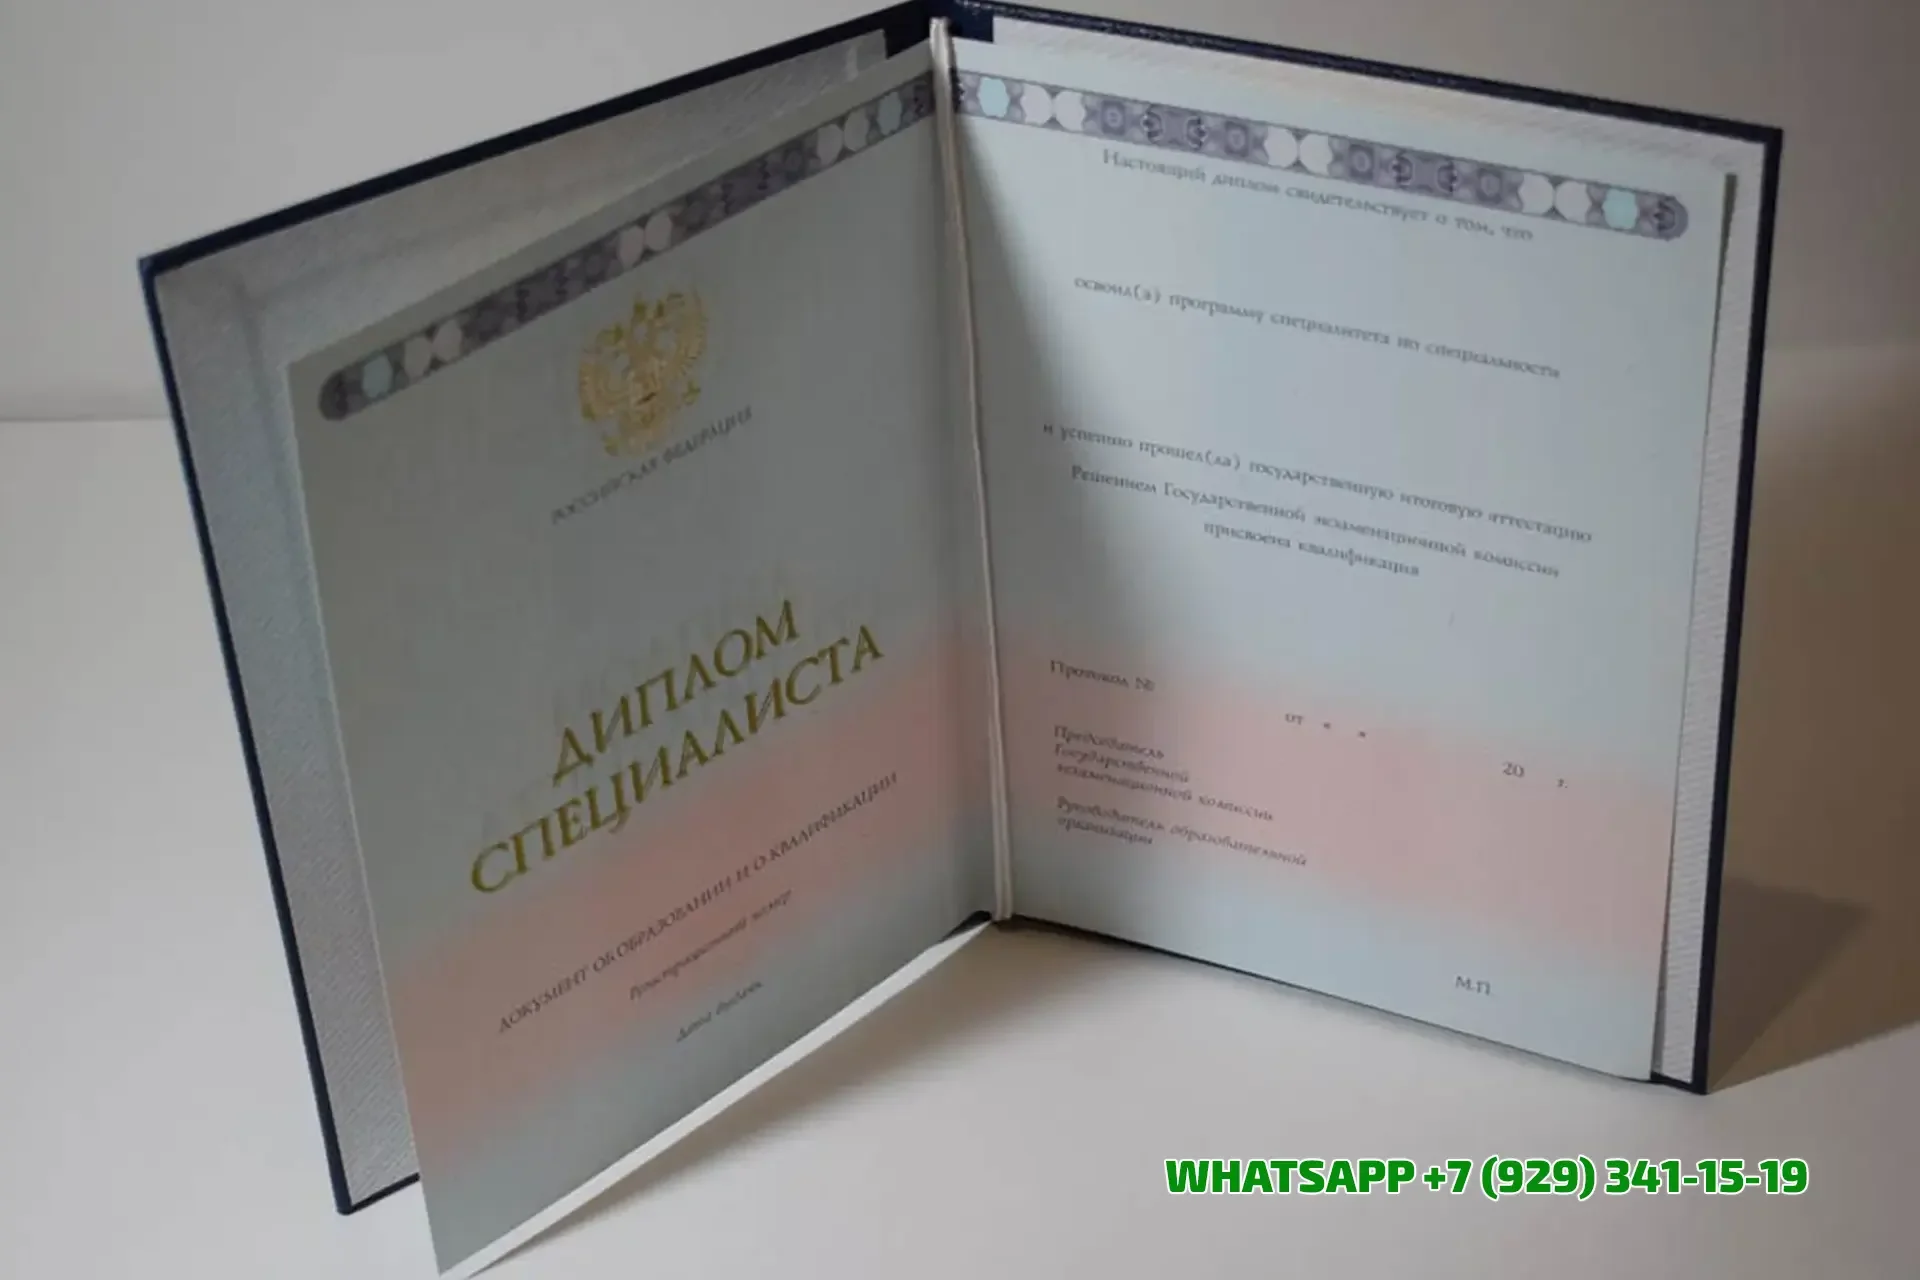 РОССИЙСКАЯ ФЕДЕРАЦИЯ
ДИПЛОМ
СПЕЦИАЛИСТА
ДОКУМЕНТ ОБ ОБРАЗОВАНИИ И О КВАЛИФИКАЦИИ
Регистрационный номер
Дата выдачи
Настоящий диплом свидетельствует о том, что
освоил(а) программу специалитета по специальности
и успешно прошел(ла) государственную итоговую аттестацию
Решением Государственной экзаменационной комиссии
присвоена квалификация
Протокол №
от « »
20 г.
Председатель
Государственной
экзаменационной комиссии
Руководитель образовательной
организации
М.П.
WHATSAPP +7 (929) 341-15-19